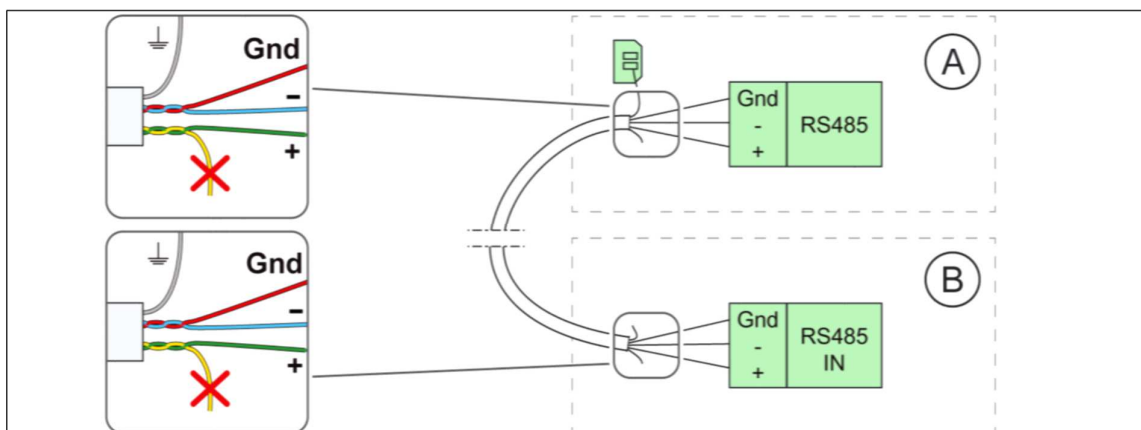 Gnd
-
+
A
Gnd
-
+
RS485
Gnd
-
+
B
Gnd
-
+
RS485
IN